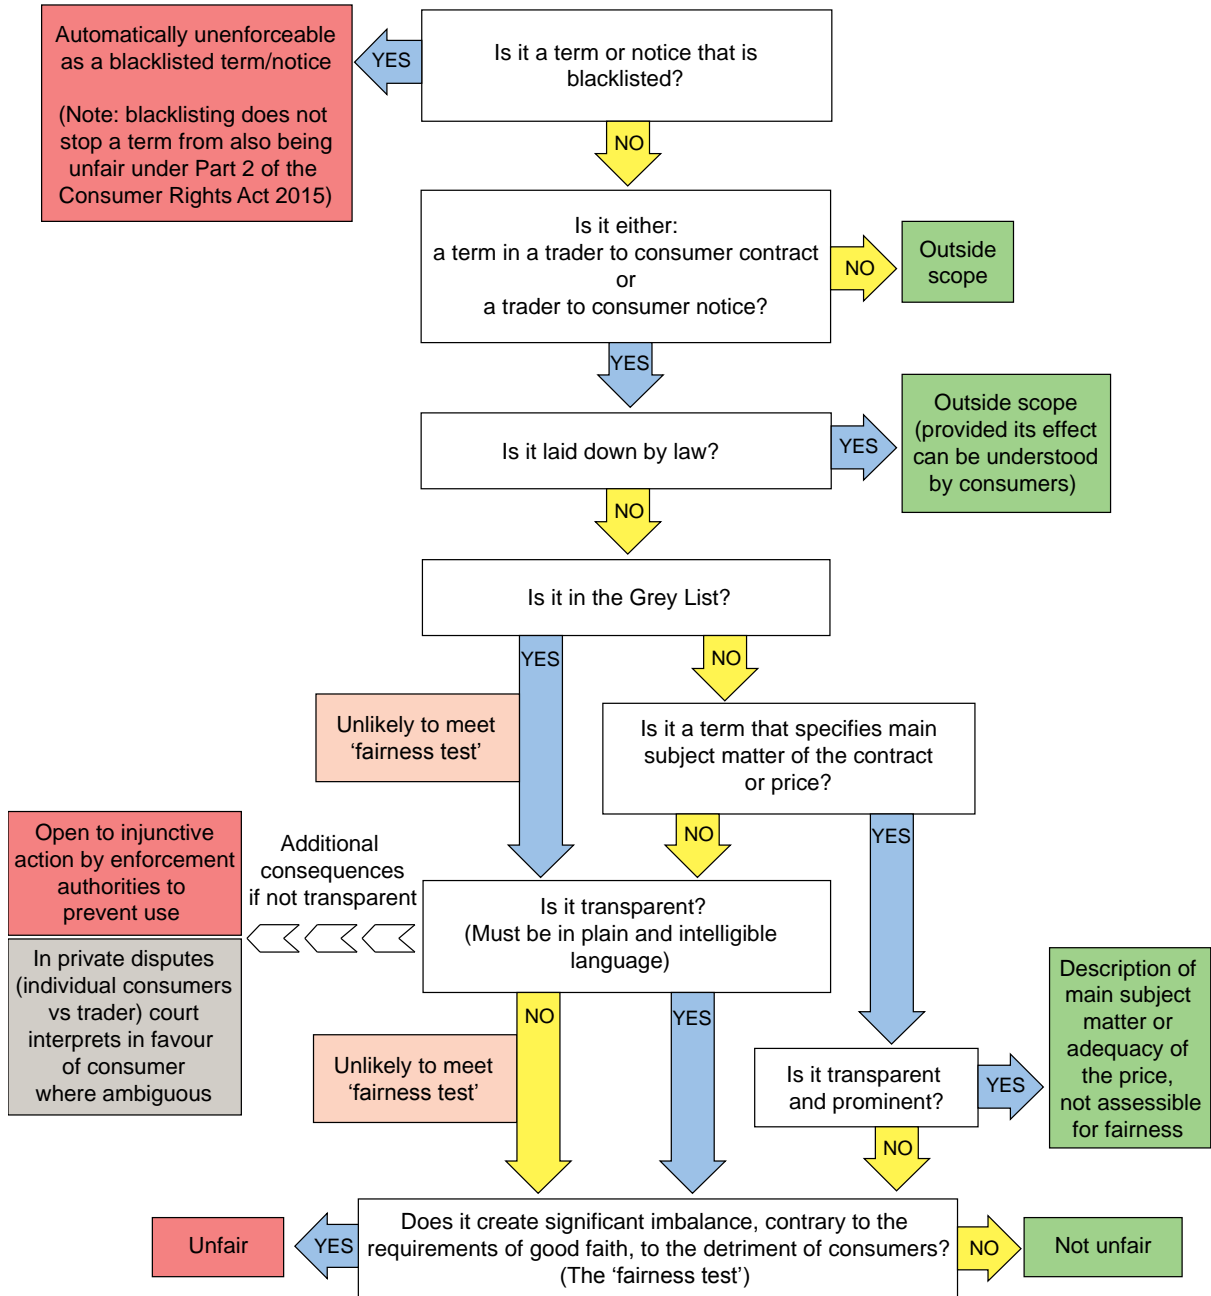 Automatically unenforceable
as a blacklisted term/notice
(Note: blacklisting does not
stop a term from also being
unfair under Part 2 of the
Consumer Rights Act 2015)
YES
Is it a term or notice that is
blacklisted?
NO
Is it either:
a term in a trader to consumer contract
or
a trader to consumer notice?
NO
Outside
scope
YES
Is it laid down by law?
YES
Outside scope
(provided its effect
can be understood
by consumers)
NO
Is it in the Grey List?
YES
NO
Unlikely to meet
‘fairness test’
Is it a term that specifies main
subject matter of the contract
or price?
NO
YES
Open to injunctive
action by enforcement
authorities to
prevent use
Additional
consequences
if not transparent
Is it transparent?
(Must be in plain and intelligible
language)
In private disputes
(individual consumers
vs trader) court
interprets in favour
of consumer
where ambiguous
NO
YES
Unlikely to meet
‘fairness test’
Is it transparent
and prominent?
YES
Description of
main subject
matter or
adequacy of
the price,
not assessible
for fairness
NO
Does it create significant imbalance, contrary to the
requirements of good faith, to the detriment of consumers?
(The ‘fairness test’)
YES
Unfair
NO
Not unfair